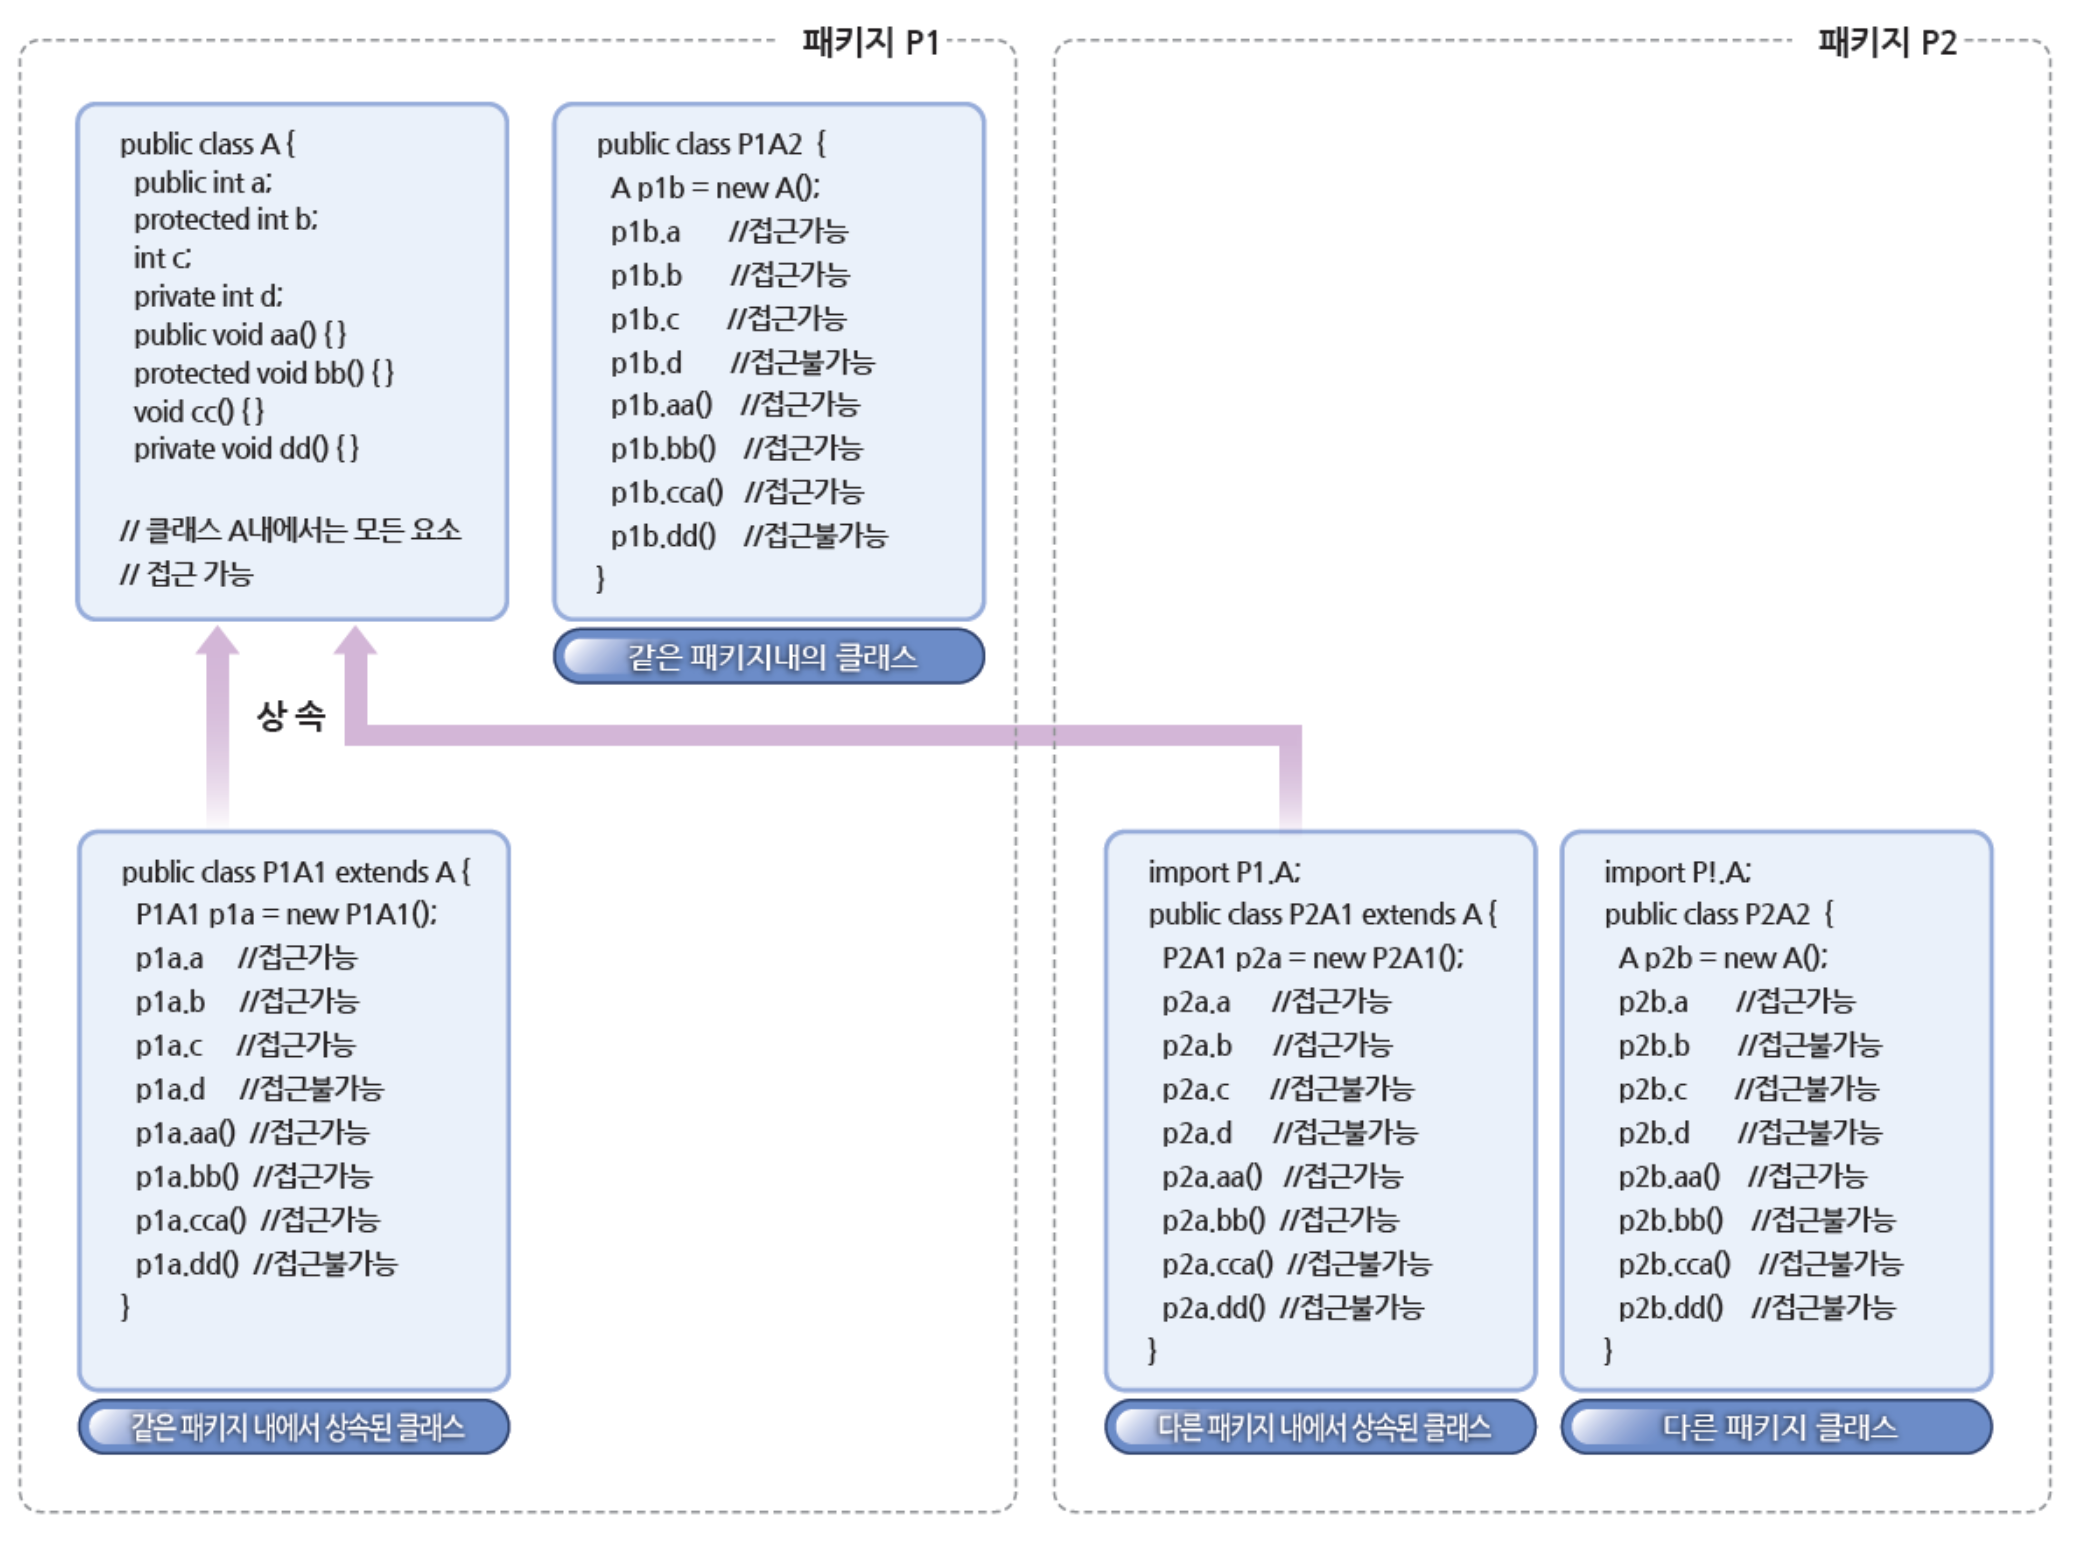 패키지 P1
public class A {
public int a;
protected int b;
int c;
private int d;
public void aa() { }
protected void bb() { }
void cc() { }
private void dd() { }
// 클래스 A내에서는 모든 요소
// 접근 가능
public class P1A2 {
A p1b = new A();
p1b.a //접근가능
p1b.b //접근가능
p1b.c //접근가능
p1b.d //접근불가능
p1b.aa() //접근가능
p1b.bb() //접근가능
p1b.cca() //접근가능
p1b.dd() //접근불가능
}
같은 패키지내의 클래스
상 속
public class P1A1 extends A {
P1A1 p1a = new P1A1();
p1a.a //접근가능
p1a.b //접근가능
p1a.c //접근가능
p1a.d //접근불가능
p1a.aa() //접근가능
p1a.bb() //접근가능
p1a.cca() //접근가능
p1a.dd() //접근불가능
}
같은 패키지 내에서 상속된 클래스
패키지 P2
import P1.A;
public class P2A1 extends A {
P2A1 p2a = new P2A1();
p2a.a //접근가능
p2a.b //접근가능
p2a.c //접근불가능
p2a.d //접근불가능
p2a.aa() //접근가능
p2a.bb() //접근가능
p2a.cca() //접근불가능
p2a.dd() //접근불가능
}
다른 패키지 내에서 상속된 클래스
import P!.A;
public class P2A2 {
A p2b = new A();
p2b.a //접근가능
p2b.b //접근불가능
p2b.c //접근불가능
p2b.d //접근불가능
p2b.aa() //접근가능
p2b.bb() //접근불가능
p2b.cca() //접근불가능
p2b.dd() //접근불가능
}
다른 패키지 클래스